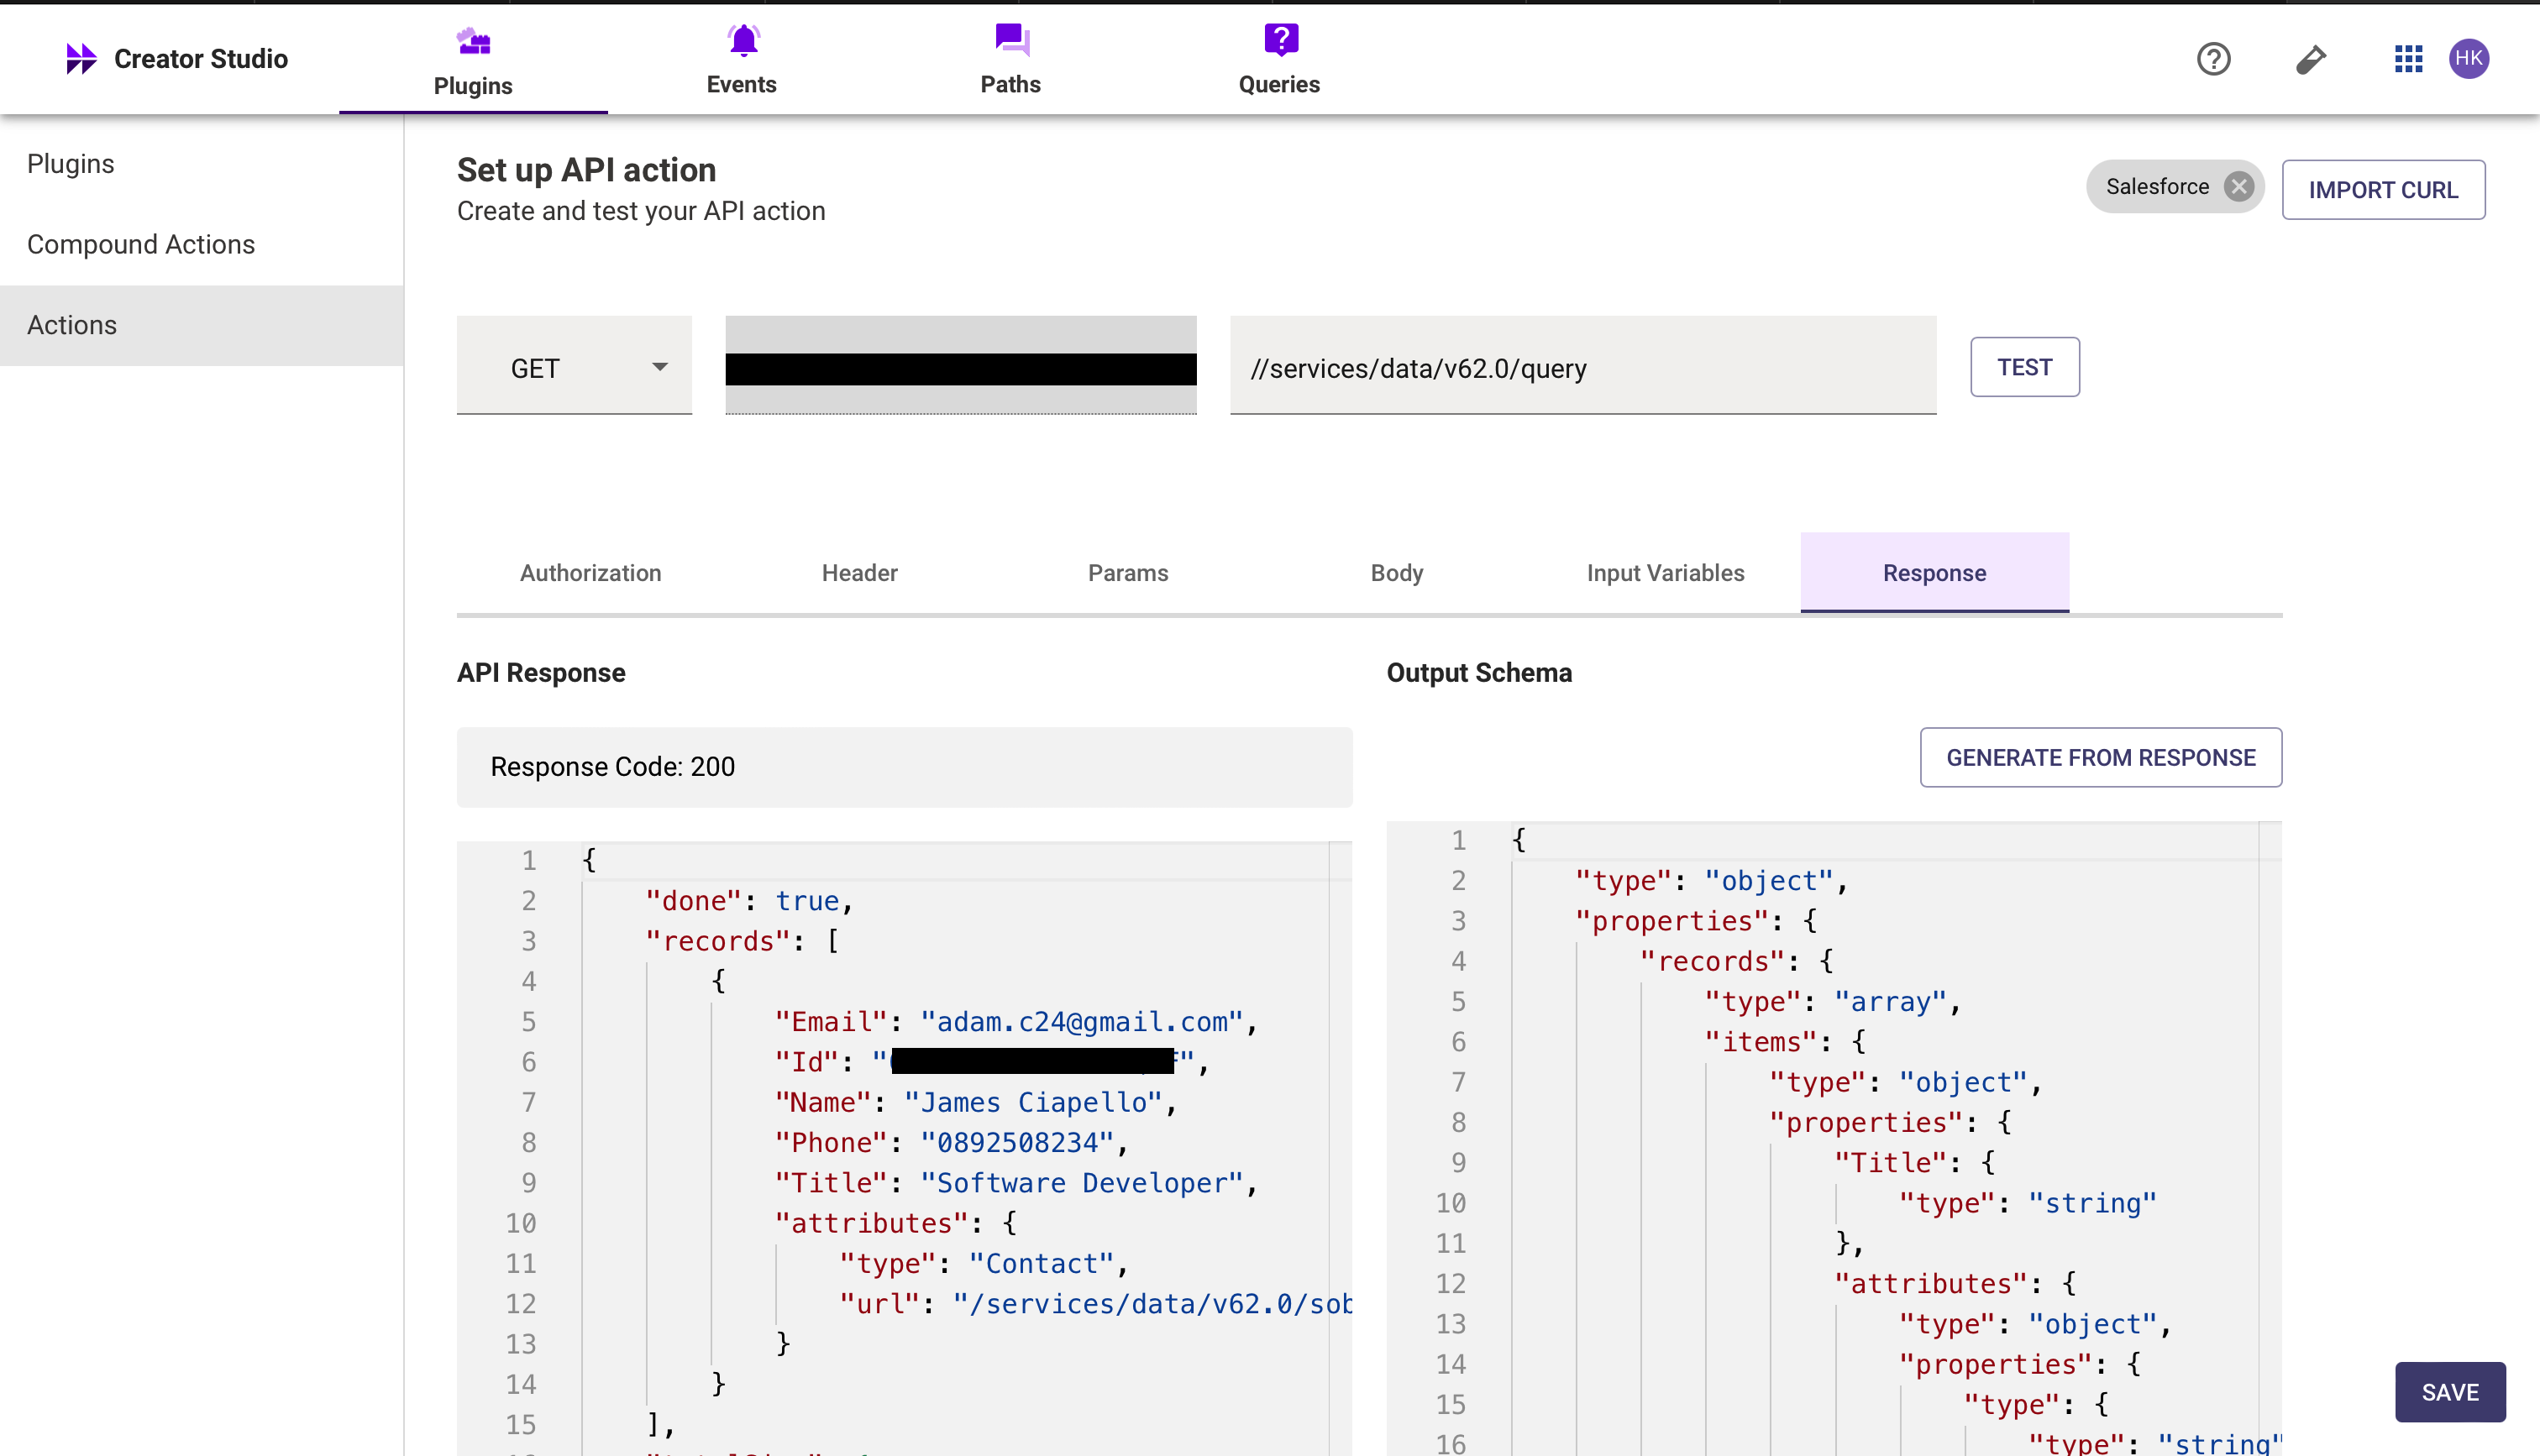 Creator Studio
Plugins
Events
Paths
Queries
HK
Plugins
Compound Actions
Actions
Set up API action
Create and test your API action
Salesforce
IMPORT CURL
GET
//services/data/v62.0/query
TEST
Authorization
Header
Params
Body
Input Variables
Response
API Response
Response Code: 200
1 {
2 "done": true,
3 "records": [
4 {
5 "Email": "adam.c24@gmail.com",
6 "Id": "
",
7 "Name": "James Ciapello",
8 "Phone": "0892508234",
9 "Title": "Software Developer",
10 "attributes": {
11 "type": "Contact",
12 "url": "/services/data/v62.0/sob
13 }
14 }
15 ],
Output Schema
GENERATE FROM RESPONSE
1 {
2 "type": "object",
3 "properties": {
4 "records": {
5 "type": "array",
6 "items": {
7 "type": "object",
8 "properties": {
9 "Title": {
10 "type": "string"
11 },
12 "attributes": {
13 "type": "object",
14 "properties": {
15 "type": {
16 "type": "string"
SAVE